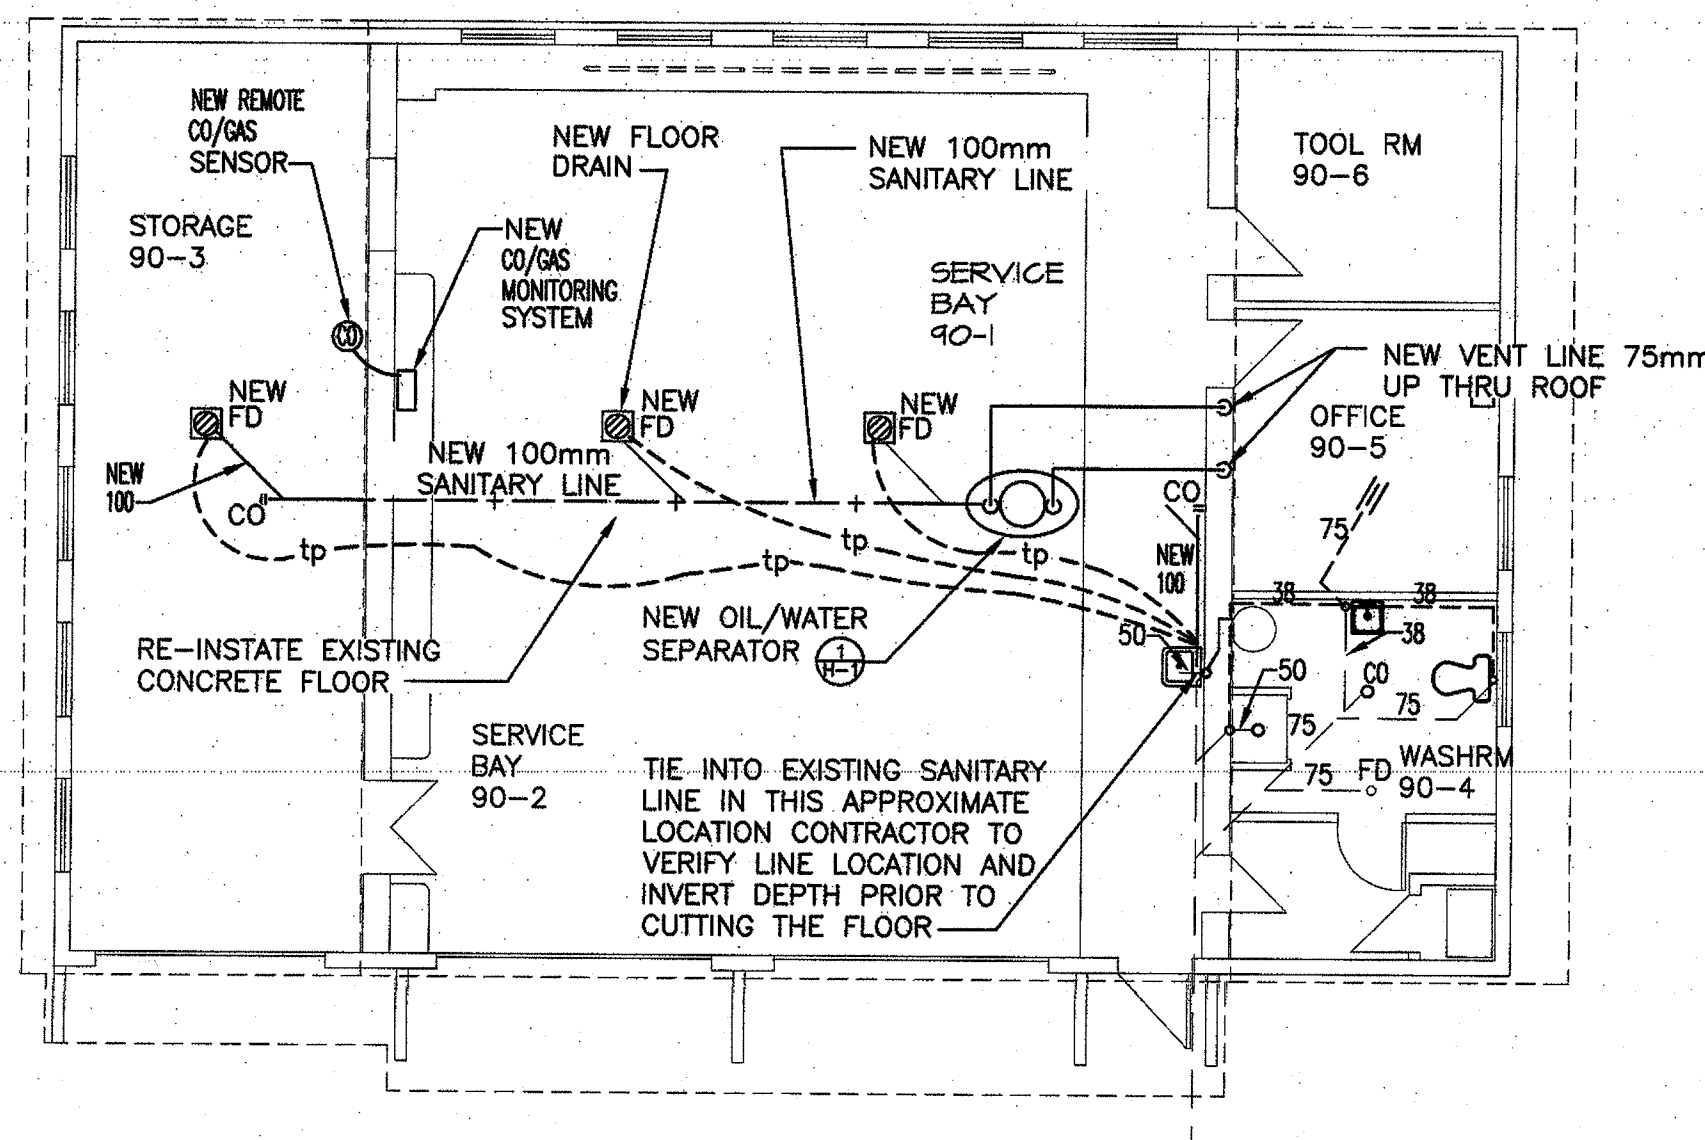 NEW REMOTE
CO/GAS
SENSOR
STORAGE
90-3
NEW FLOOR
DRAIN
NEW 100mm
SANITARY LINE
TOOL RM
90-6
NEW
CO/GAS
MONITORING
SYSTEM
SERVICE
BAY
90-1
CO
NEW VENT LINE 75mm
UP THRU ROOF
NEW
FD
NEW
FD
NEW
FD
OFFICE
90-5
NEW
100
CO
NEW 100mm
SANITARY LINE
CO
75
tp
tp
tp
tp
NEW
100
38
38
38
NEW OIL/WATER
SEPARATOR
1
H-1
50
RE-INSTATE EXISTING
CONCRETE FLOOR
50
CO
75
75
75
FD
WASHRM
90-4
SERVICE
BAY
90-2
TIE INTO EXISTING SANITARY
LINE IN THIS APPROXIMATE
LOCATION CONTRACTOR TO
VERIFY LINE LOCATION AND
INVERT DEPTH PRIOR TO
CUTTING THE FLOOR